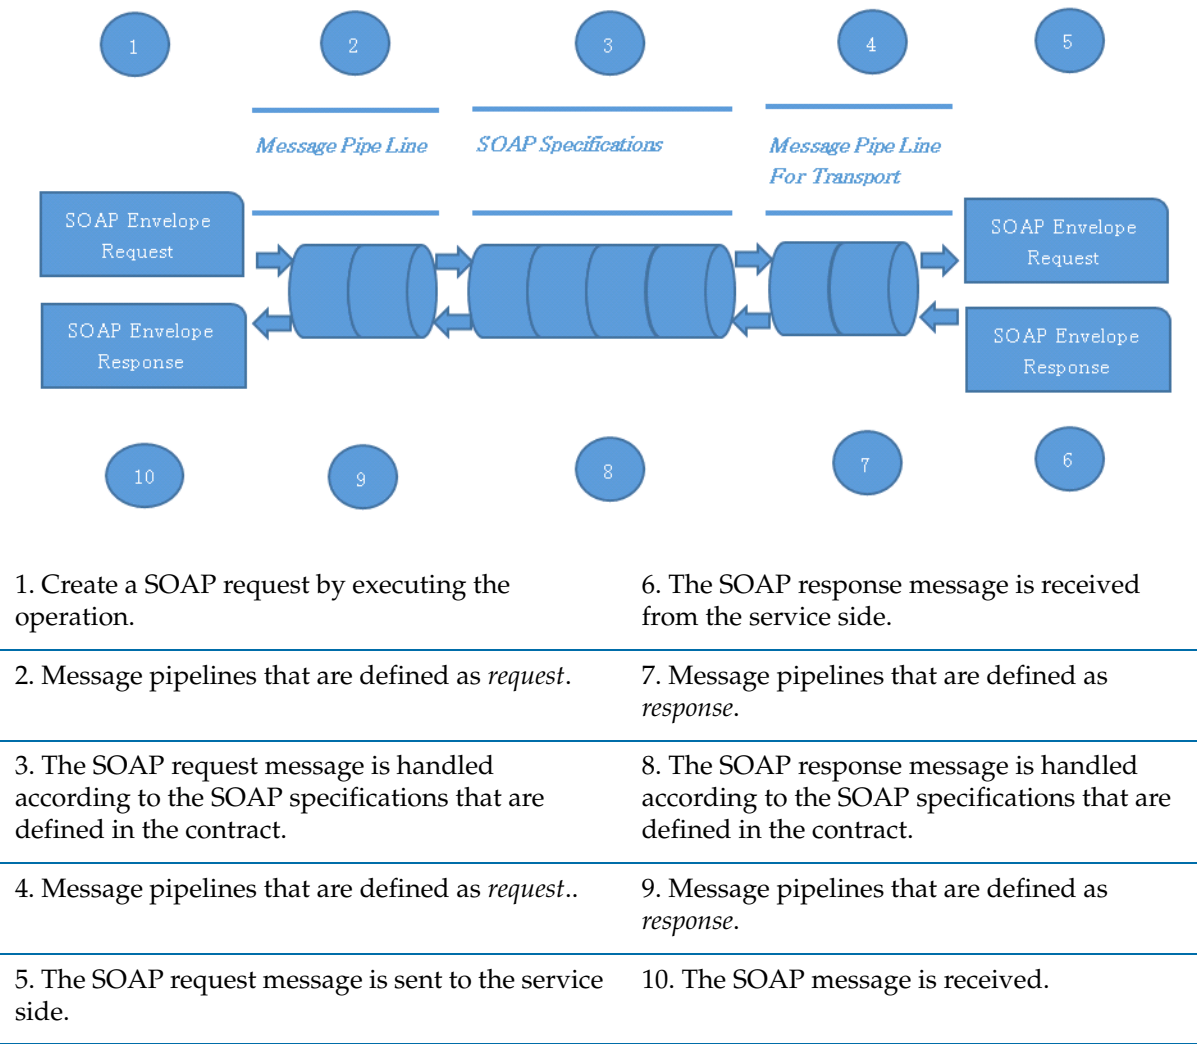 1
2
3
4
5
Message Pipe Line
SOAP Specifications
Message Pipe Line
For Transport
SOAP Envelope
Request
SOAP Envelope
Request
SOAP Envelope
Response
SOAP Envelope
Response
10
9
8
7
6
1. Create a SOAP request by executing the
operation.
6. The SOAP response message is received
from the service side.
2. Message pipelines that are defined as request.
7. Message pipelines that are defined as
response.
3. The SOAP request message is handled
according to the SOAP specifications that are
defined in the contract.
8. The SOAP response message is handled
according to the SOAP specifications that are
defined in the contract.
4. Message pipelines that are defined as request..
9. Message pipelines that are defined as
response.
5. The SOAP request message is sent to the service
side.
10. The SOAP message is received.